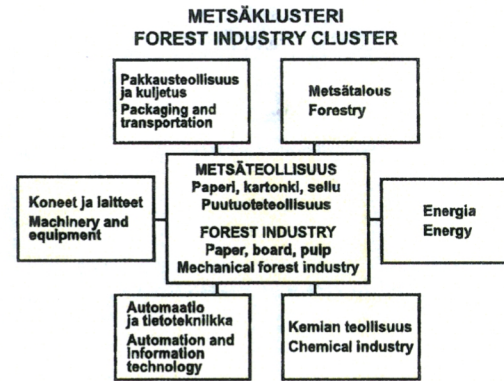 METSÄKLUSTERI
FOREST INDUSTRY CLUSTER
Pakkausteollisuus
ja kuljetus
Packaging and
transportation
Metsätalous
Forestry
METSÄTEOLLISUUS
Paperi, kartonki, sellu
Puutuoteteollisuus
FOREST INDUSTRY
Paper, board, pulp
Mechanical forest industry
Koneet ja laitteet
Machinery and
equipment
Energia
Energy
Automaatio
ja tietotekniikka
Automation and
information
technology
Kemian teollisuus
Chemical industry